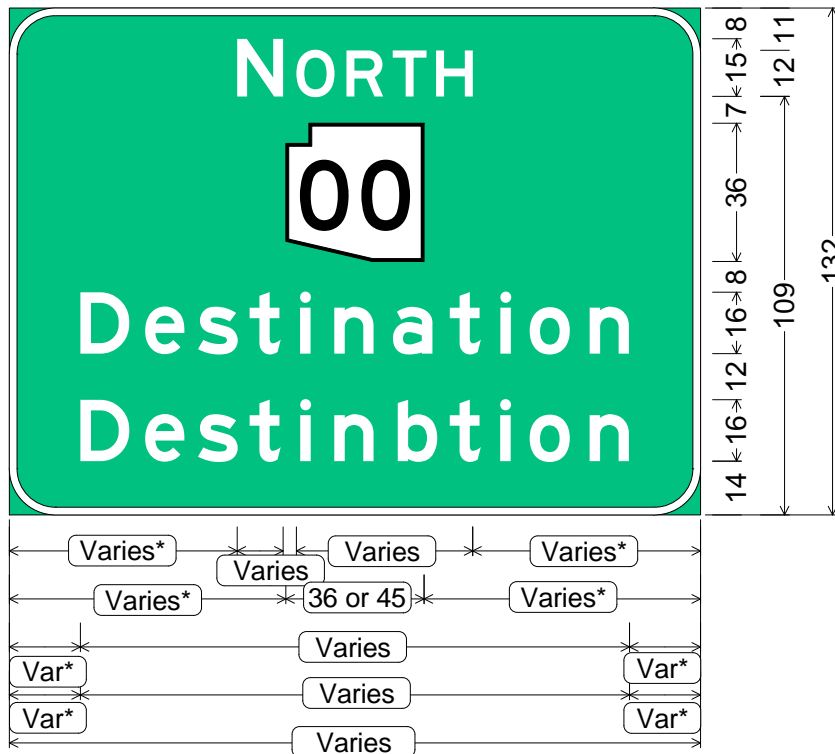 NORTH
00
Destination
Destinbtion
8 11
15 12
7
36
8
16
12
16
14
109
132
Varies* Varies Varies*
Varies
Varies* 36 or 45 Varies*
Varies
Var* Var*
Varies
Var* Var*
Varies